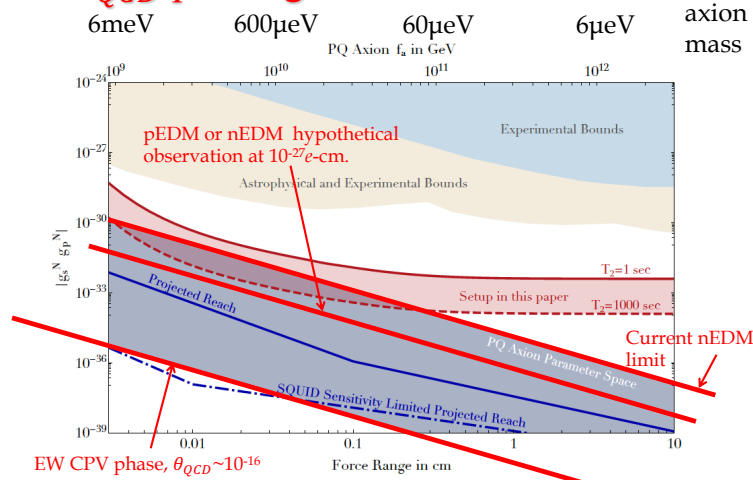 QCD
6meV 600μeV 60μeV 6μeV axion
mass
PQ Axion f_a in GeV
10^9 10^10 10^11 10^12
10^-24
10^-27
10^-30
10^-33
10^-36
10^-39
|g_s^N g_p^N|
Experimental Bounds
pEDM or nEDM hypothetical
observation at 10^-27e-cm.
Astrophysical and Experimental Bounds
T_2=1 sec
Setup in this paper
T_2=1000 sec
Projected Reach
PQ Axion Parameter Space
Current nEDM
limit
SQUID Sensitivity Limited Projected Reach
0.01 0.1 1 10
EW CPV phase, θ_QCD~10^-16
Force Range in cm